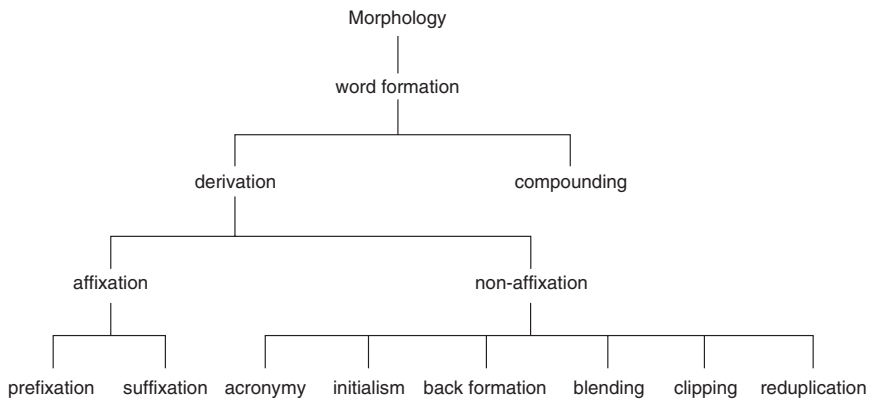 Morphology
word formation
derivation compounding
affixation non-affixation
prefixation suffixation acronymy initialism back formation blending clipping reduplication